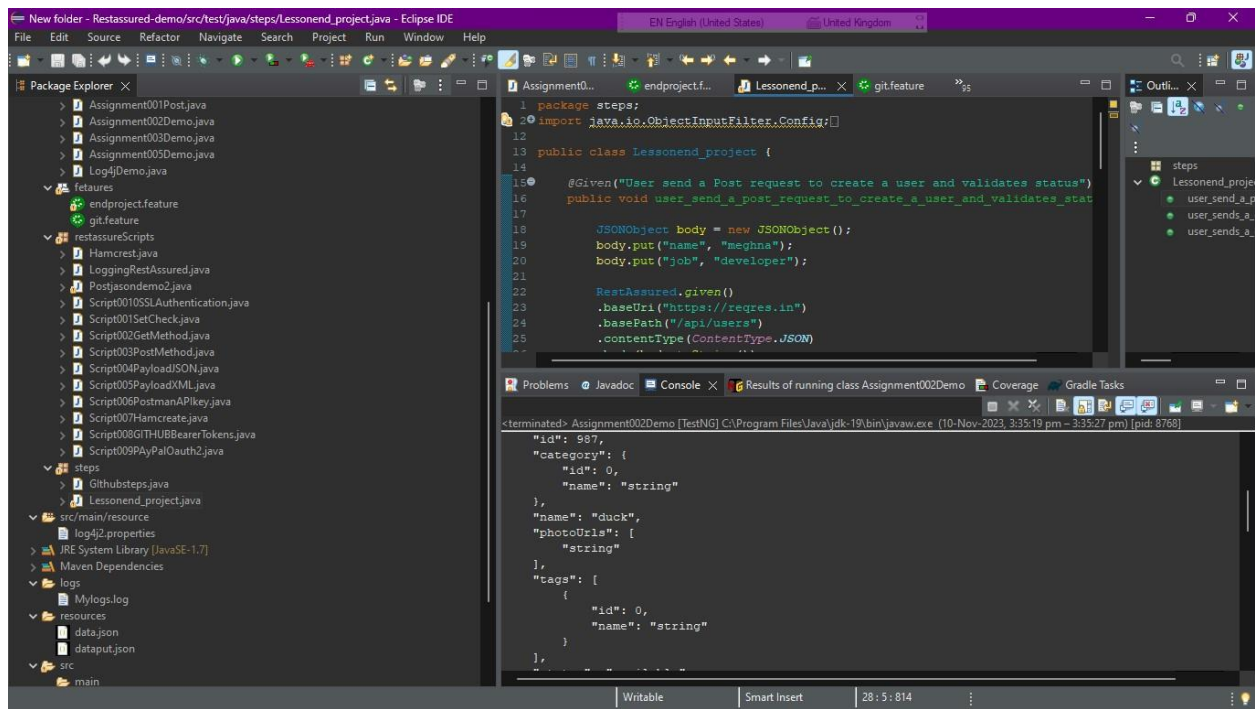 New folder - Restassured-demo/src/test/java/steps/Lessonend_project.java - Eclipse IDE
EN English (United States)
United Kingdom
File Edit Source Refactor Navigate Search Project Run Window Help
Package Explorer
Assignment001Post.java
Assignment002Demo.java
Assignment003Demo.java
Assignment005Demo.java
Log4jDemo.java
fetaures
endproject.feature
git.feature
restassureScripts
Hamcrest.java
LoggingRestAssured.java
Postjasondemo2.java
Script0010SSLAuthentication.java
Script001SetCheck.java
Script002GetMethod.java
Script003PostMethod.java
Script004PayloadJSON.java
Script005PayloadXML.java
Script006PostmanAPIkey.java
Script007Hamcreate.java
Script008GITHUBBearerTokens.java
Script009PAyPalOauth2.java
steps
GIthubsteps.java
Lessonend_project.java
src/main/resource
log4j2.properties
JRE System Library [JavaSE-1.7]
Maven Dependencies
logs
Mylogs.log
resources
data.json
dataput.json
src
main
Assignment0... endproject.f... Lessonend_p... git.feature 95
1 package steps;
2 import java.io.ObjectInputFilter.Config;
12
13 public class Lessonend_project {
14
15 @Given("User send a Post request to create a user and validates status")
16 public void user_send_a_post_request_to_create_a_user_and_validates_stat
17
18 JSONObject body = new JSONObject();
19 body.put("name", "meghna");
20 body.put("job", "developer");
21
22 RestAssured.given()
23 .baseUri("https://reqres.in")
24 .basePath("/api/users")
25 .contentType(ContentType.JSON)
Outli...
steps
Lessonend_proje
user_send_a_p
user_sends_a_
user_sends_a_
Problems Javadoc Console Results of running class Assignment002Demo Coverage Gradle Tasks
<terminated> Assignment002Demo [TestNG] C:\Program Files\Java\jdk-19\bin\javaw.exe (10-Nov-2023, 3:35:19 pm – 3:35:27 pm) [pid: 8768]
"id": 987,
"category": {
"id": 0,
"name": "string"
},
"name": "duck",
"photoUrls": [
"string"
],
"tags": [
{
"id": 0,
"name": "string"
}
],
Writable Smart Insert 28 : 5 : 814